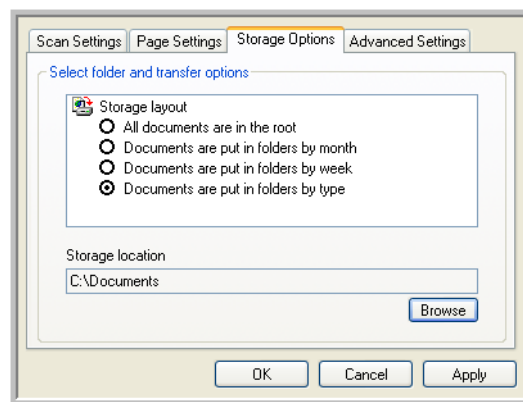 Scan Settings Page Settings Storage Options Advanced Settings
Select folder and transfer options
Storage layout
All documents are in the root
Documents are put in folders by month
Documents are put in folders by week
Documents are put in folders by type
Storage location
C:\Documents
Browse
OK Cancel Apply